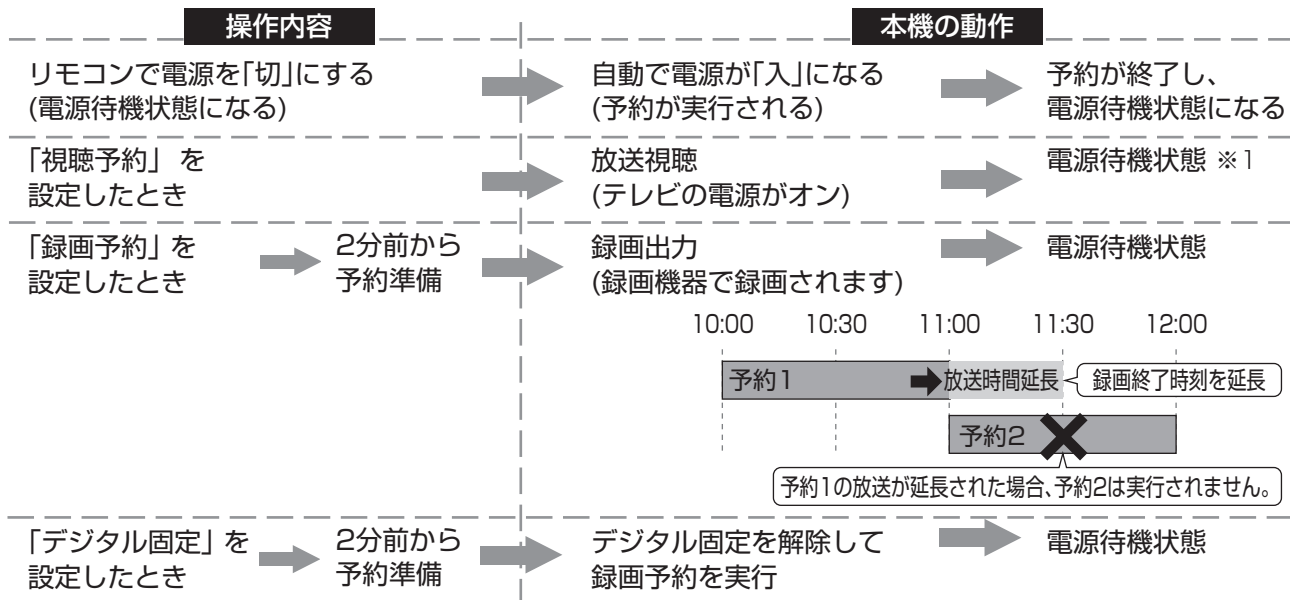 操作内容
本機の動作
リモコンで電源を「切」にする
(電源待機状態になる)
自動で電源が「入」になる
(予約が実行される)
予約が終了し、
電源待機状態になる
「視聴予約」を
設定したとき
放送視聴
(テレビの電源がオン)
電源待機状態 ※1
「録画予約」を
設定したとき
2分前から
予約準備
録画出力
(録画機器で録画されます)
電源待機状態
10:00 10:30 11:00 11:30 12:00
予約1 放送時間延長 録画終了時刻を延長
予約2
予約1の放送が延長された場合、予約2は実行されません。
「デジタル固定」を
設定したとき
2分前から
予約準備
デジタル固定を解除して
録画予約を実行
電源待機状態